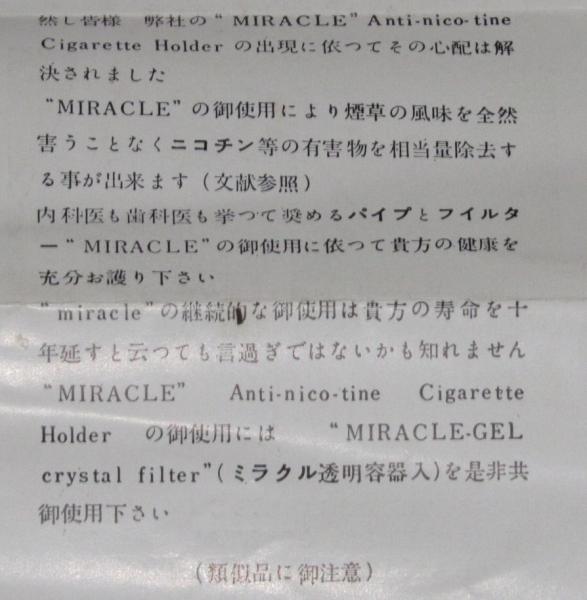 然し皆様 弊社の“MIRACLE” Anti-nico-tine
Cigarette Holder の出現に依つてその心配は解
決されました
“MIRACLE” の御使用により煙草の風味を全然
害うことなくニコチン等の有害物を相当量除去す
る事が出来ます (文献参照)
内科医も歯科医も挙つて奨めるパイプとフイルタ
ー“MIRACLE”の御使用に依つて貴方の健康を
充分お護り下さい
“miracle”の継続的な御使用は貴方の寿命を十
年延すと云つても言過ぎではないかも知れません
“MIRACLE” Anti-nico-tine Cigarette
Holder の御使用には “MIRACLE-GEL
crystal filter”(ミラクル透明容器入)を是非共
御使用下さい
(類似品に御注意)